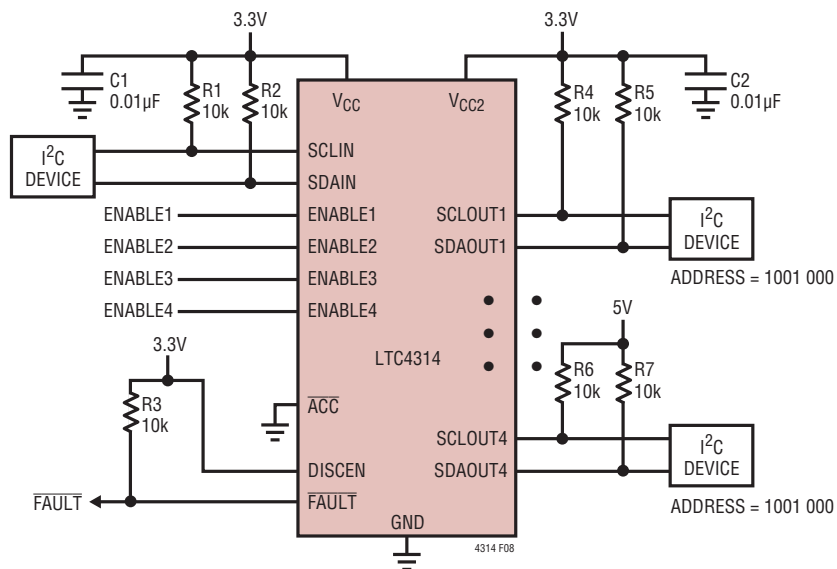 3.3V
3.3V
C1
0.01µF
R1
10k
R2
10k
VCC
VCC2
R4
10k
R5
10k
C2
0.01µF
I2C
DEVICE
SCLIN
SDAIN
ENABLE1
ENABLE1
ENABLE2
ENABLE2
ENABLE3
ENABLE3
ENABLE4
ENABLE4
SCLOUT1
SDAOUT1
I2C
DEVICE
ADDRESS = 1001 000
3.3V
5V
LTC4314
R3
10k
R6
10k
R7
10k
ACC
SCLOUT4
SDAOUT4
I2C
DEVICE
DISCEN
FAULT
FAULT
ADDRESS = 1001 000
GND
4314 F08